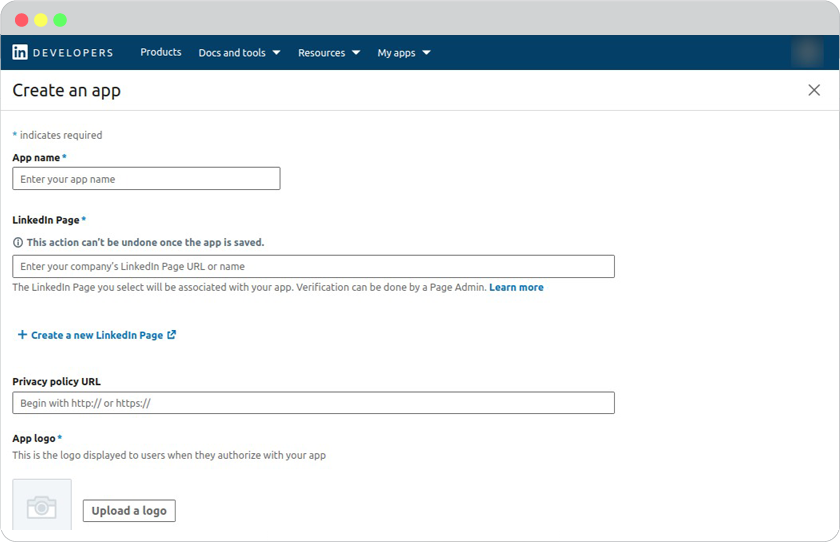 in DEVELOPERS Products Docs and tools Resources My apps
Create an app
* indicates required
App name *
Enter your app name
LinkedIn Page *
This action can't be undone once the app is saved.
Enter your company's LinkedIn Page URL or name
The LinkedIn Page you select will be associated with your app. Verification can be done by a Page Admin. Learn more
+ Create a new LinkedIn Page
Privacy policy URL
Begin with http:// or https://
App logo *
This is the logo displayed to users when they authorize with your app
Upload a logo